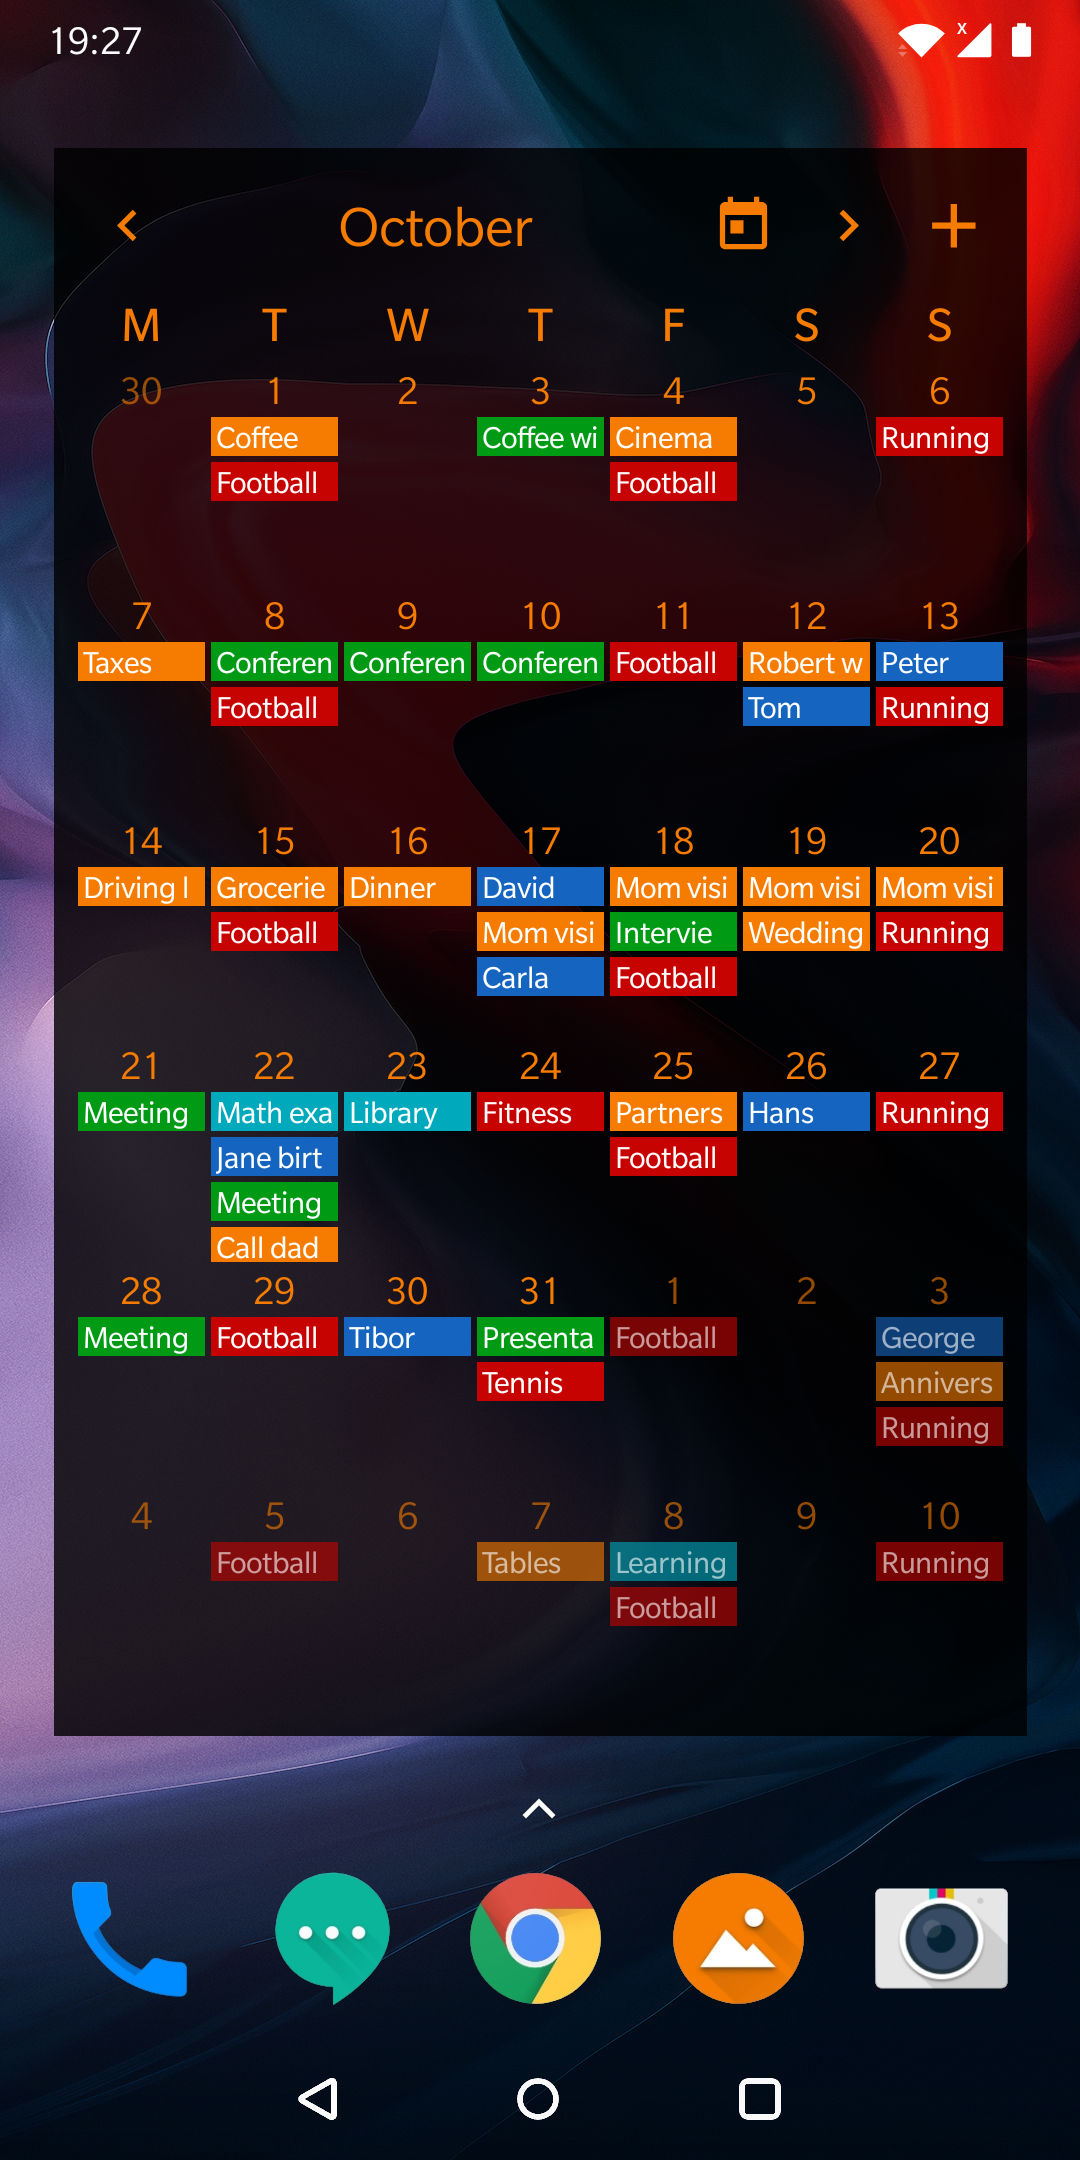 19:27
X
October
M T W T F S S
30 1 2 3 4 5 6
Coffee Coffee wi Cinema Running
Football Football
7 8 9 10 11 12 13
Taxes Conferen Conferen Conferen Football Robert w Peter
Football Tom Running
14 15 16 17 18 19 20
Driving l Grocerie Dinner David Mom visi Mom visi Mom visi
Football Mom visi Intervie Wedding Running
Carla Football
21 22 23 24 25 26 27
Meeting Math exa Library Fitness Partners Hans Running
Jane birt Football
Meeting
Call dad
28 29 30 31 1 2 3
Meeting Football Tibor Presenta Football George
Tennis Annivers
Running
4 5 6 7 8 9 10
Football Tables Learning Running
Football